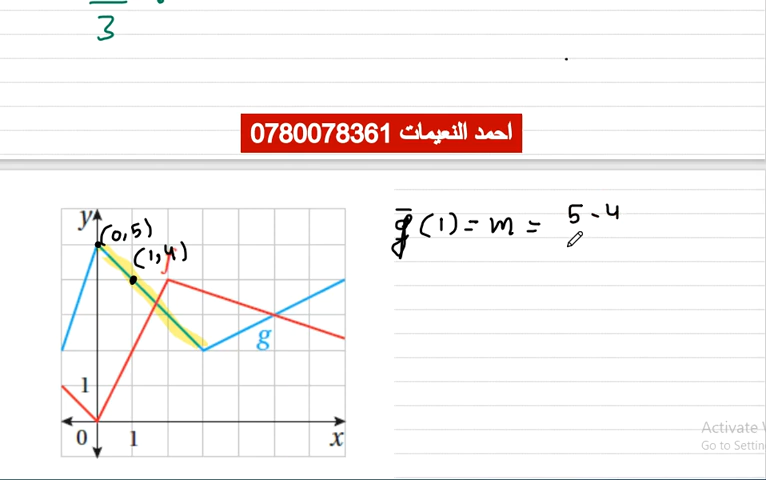 3
احمد النعيمات 0780078361
y
(0,5)
(1,4)
f
g
1
0 1 x
g̅ (1) = m = 5 - 4
Activate
Go to Settin